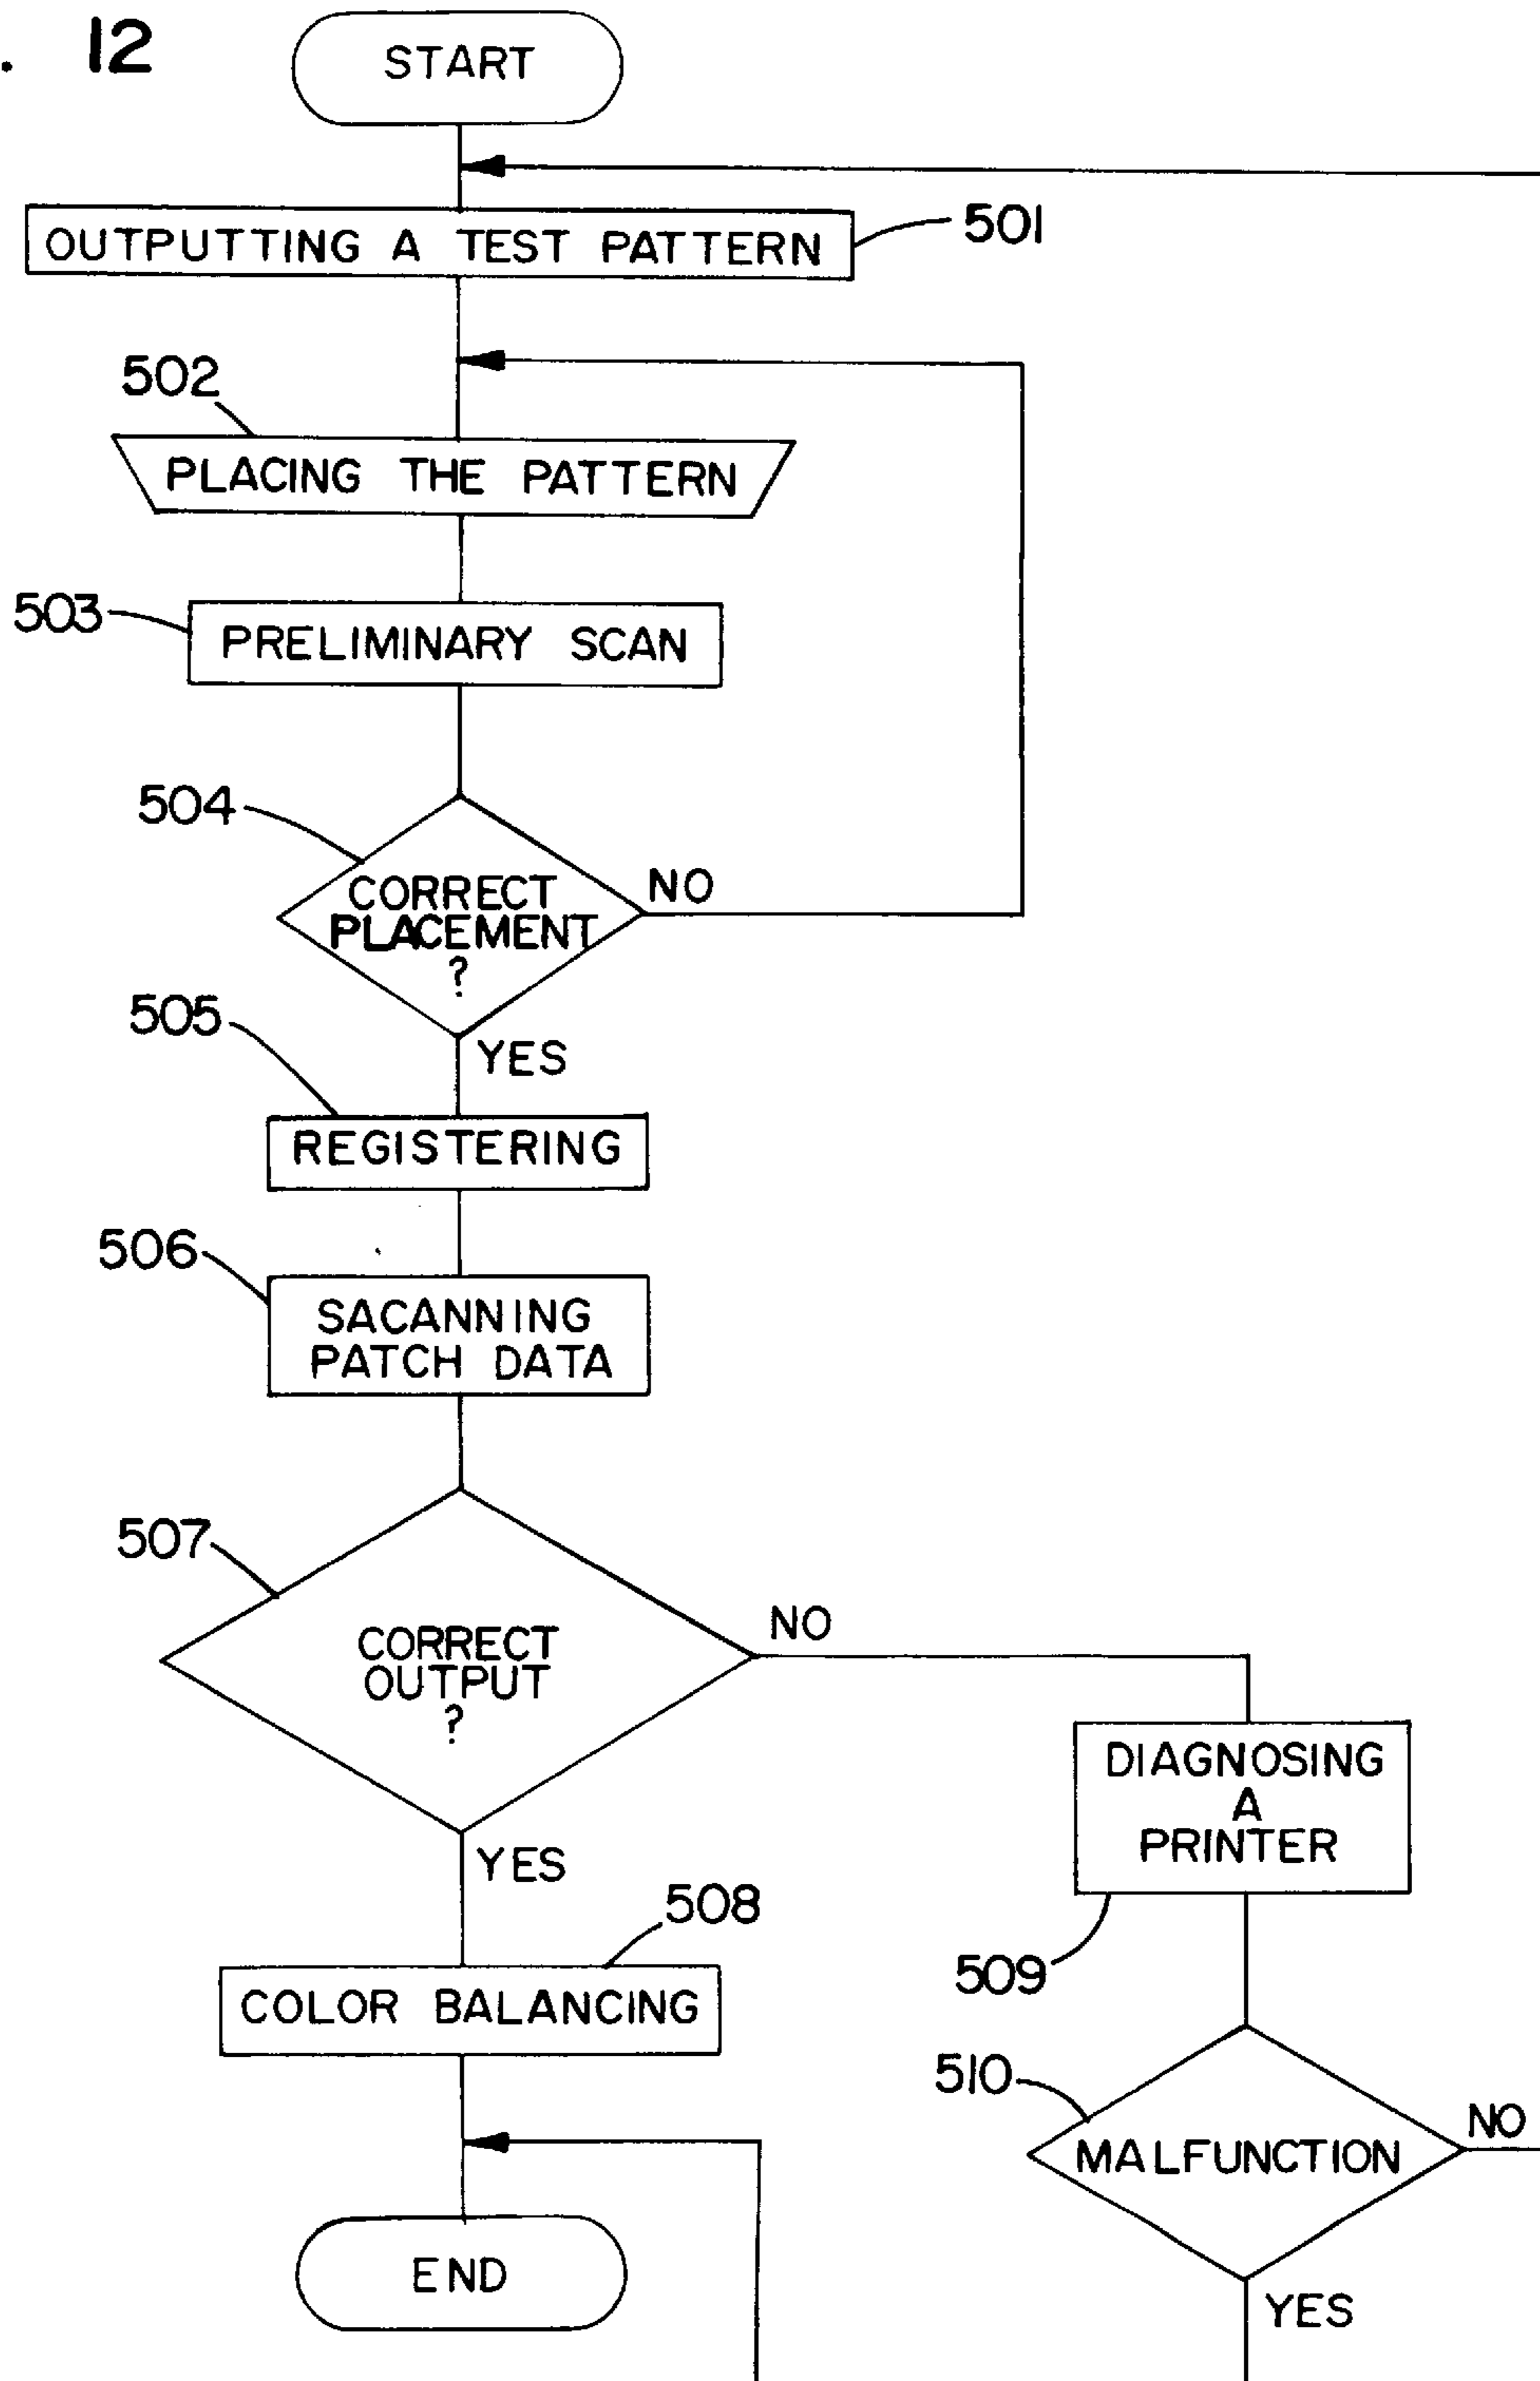 . 12
START
OUTPUTTING A TEST PATTERN
501
502
PLACING THE PATTERN
503
PRELIMINARY SCAN
504
CORRECT
PLACEMENT
?
NO
YES
505
REGISTERING
506
SACANNING
PATCH DATA
507
CORRECT
OUTPUT
?
NO
YES
DIAGNOSING
A
PRINTER
509
508
COLOR BALANCING
510
MALFUNCTION
NO
YES
END